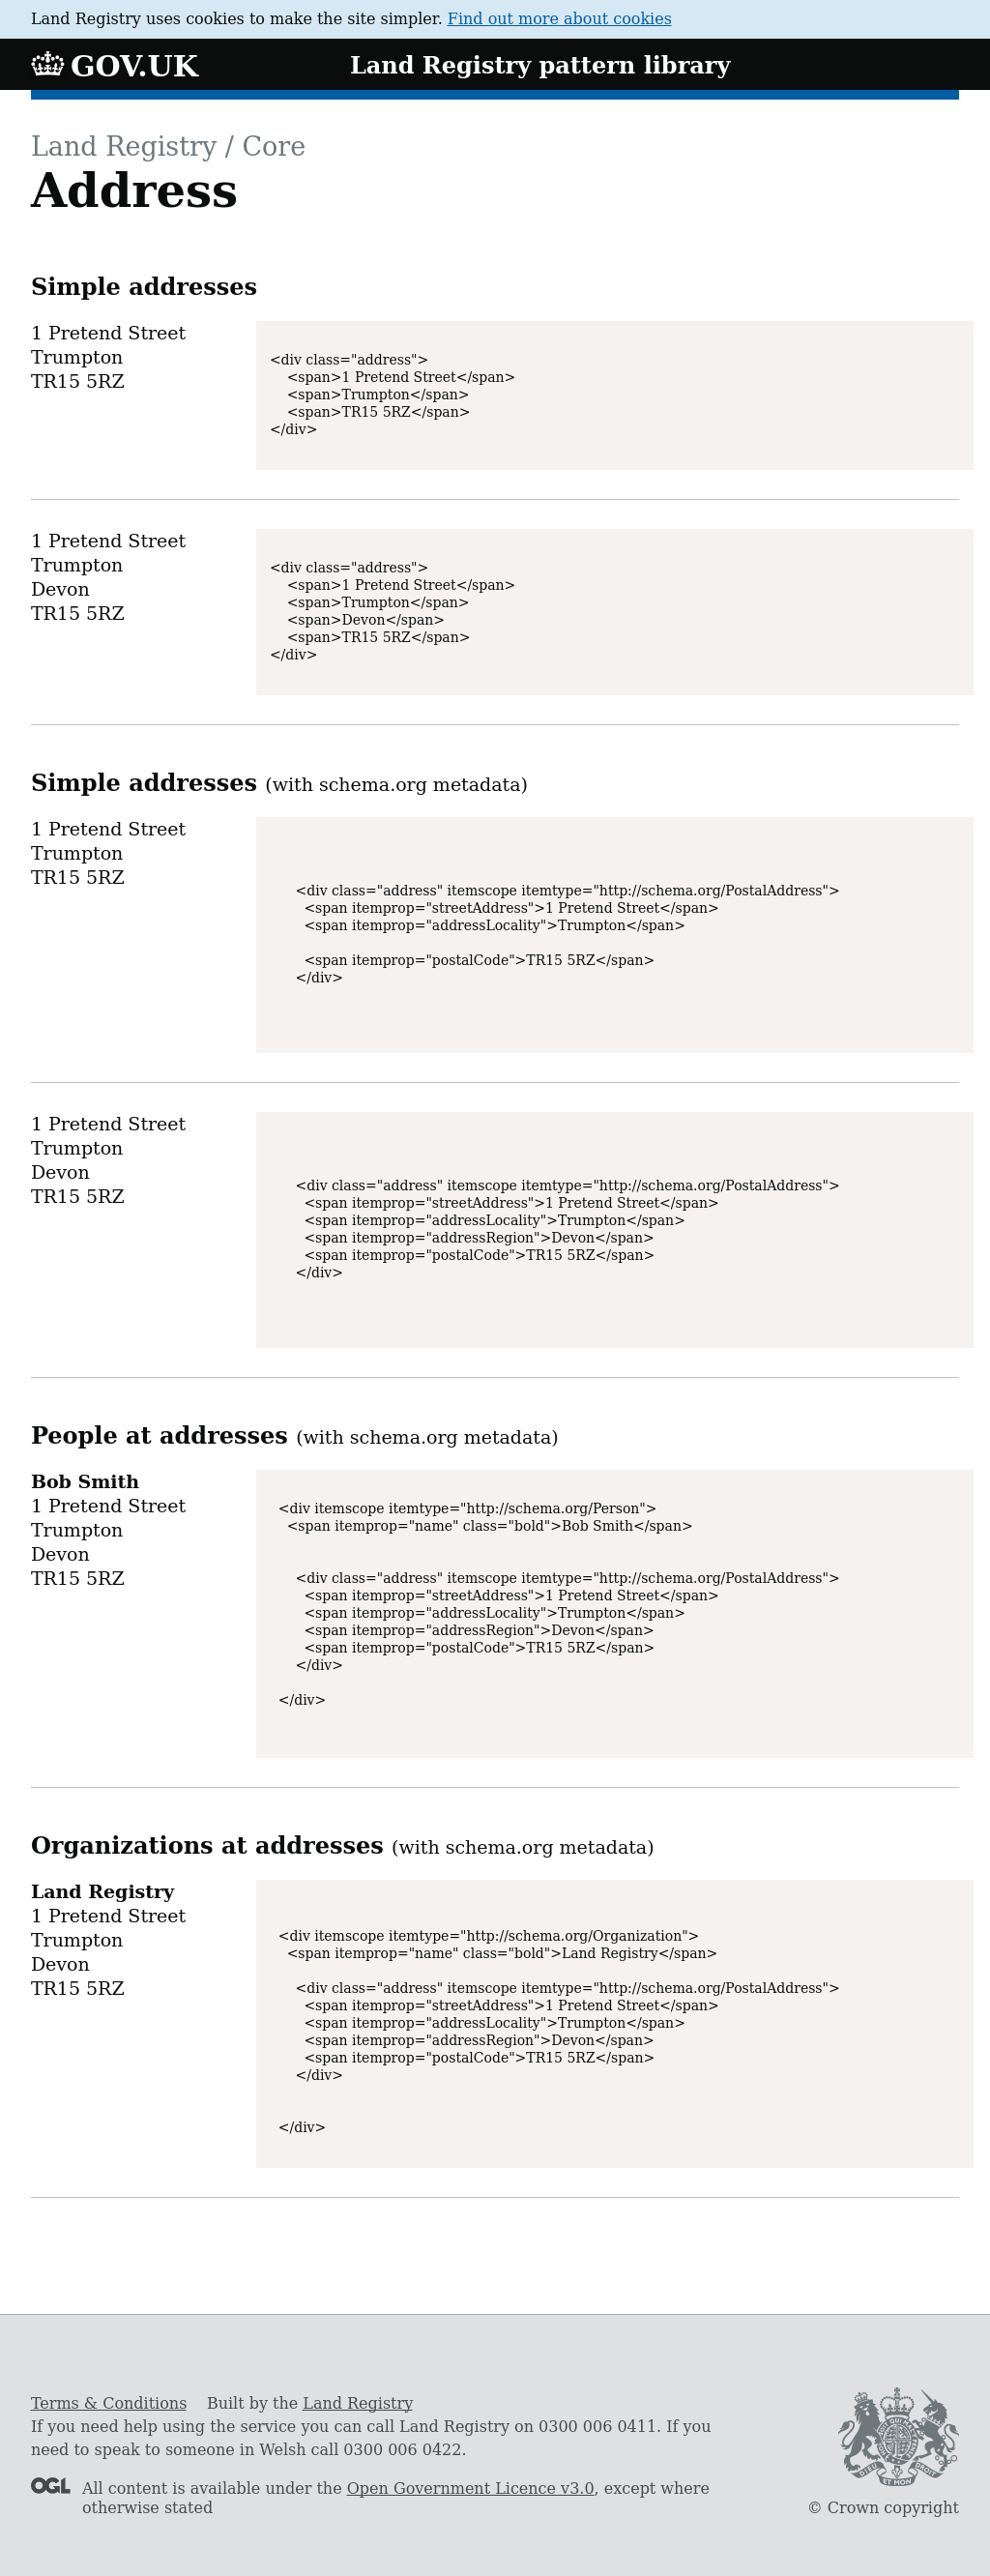 Land Registry uses cookies to make the site simpler. Find out more about cookies
GOV.UK
Land Registry pattern library
Land Registry / Core
Address
Simple addresses
1 Pretend Street
Trumpton
TR15 5RZ
<div class="address">
<span>1 Pretend Street</span>
<span>Trumpton</span>
<span>TR15 5RZ</span>
</div>
1 Pretend Street
Trumpton
Devon
TR15 5RZ
<div class="address">
<span>1 Pretend Street</span>
<span>Trumpton</span>
<span>Devon</span>
<span>TR15 5RZ</span>
</div>
Simple addresses (with schema.org metadata)
1 Pretend Street
Trumpton
TR15 5RZ
<div class="address" itemscope itemtype="http://schema.org/PostalAddress">
<span itemprop="streetAddress">1 Pretend Street</span>
<span itemprop="addressLocality">Trumpton</span>
<span itemprop="postalCode">TR15 5RZ</span>
</div>
1 Pretend Street
Trumpton
Devon
TR15 5RZ
<div class="address" itemscope itemtype="http://schema.org/PostalAddress">
<span itemprop="streetAddress">1 Pretend Street</span>
<span itemprop="addressLocality">Trumpton</span>
<span itemprop="addressRegion">Devon</span>
<span itemprop="postalCode">TR15 5RZ</span>
</div>
People at addresses (with schema.org metadata)
Bob Smith
1 Pretend Street
Trumpton
Devon
TR15 5RZ
<div itemscope itemtype="http://schema.org/Person">
<span itemprop="name" class="bold">Bob Smith</span>
<div class="address" itemscope itemtype="http://schema.org/PostalAddress">
<span itemprop="streetAddress">1 Pretend Street</span>
<span itemprop="addressLocality">Trumpton</span>
<span itemprop="addressRegion">Devon</span>
<span itemprop="postalCode">TR15 5RZ</span>
</div>
</div>
Organizations at addresses (with schema.org metadata)
Land Registry
1 Pretend Street
Trumpton
Devon
TR15 5RZ
<div itemscope itemtype="http://schema.org/Organization">
<span itemprop="name" class="bold">Land Registry</span>
<div class="address" itemscope itemtype="http://schema.org/PostalAddress">
<span itemprop="streetAddress">1 Pretend Street</span>
<span itemprop="addressLocality">Trumpton</span>
<span itemprop="addressRegion">Devon</span>
<span itemprop="postalCode">TR15 5RZ</span>
</div>
</div>
Terms & Conditions Built by the Land Registry
If you need help using the service you can call Land Registry on 0300 006 0411. If you
need to speak to someone in Welsh call 0300 006 0422.
OGL
All content is available under the Open Government Licence v3.0, except where
otherwise stated
© Crown copyright